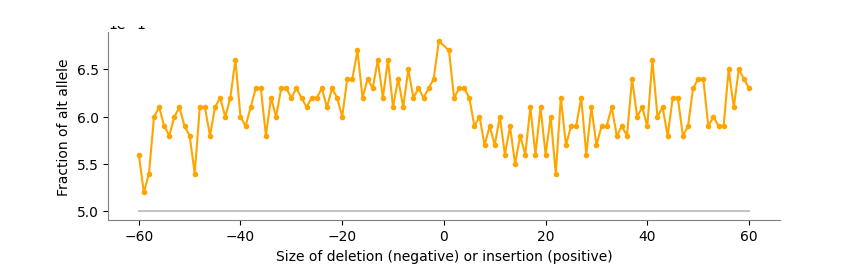 6.5
6.0
5.5
5.0
Fraction of alt allele
−60 −40 −20 0 20 40 60
Size of deletion (negative) or insertion (positive)